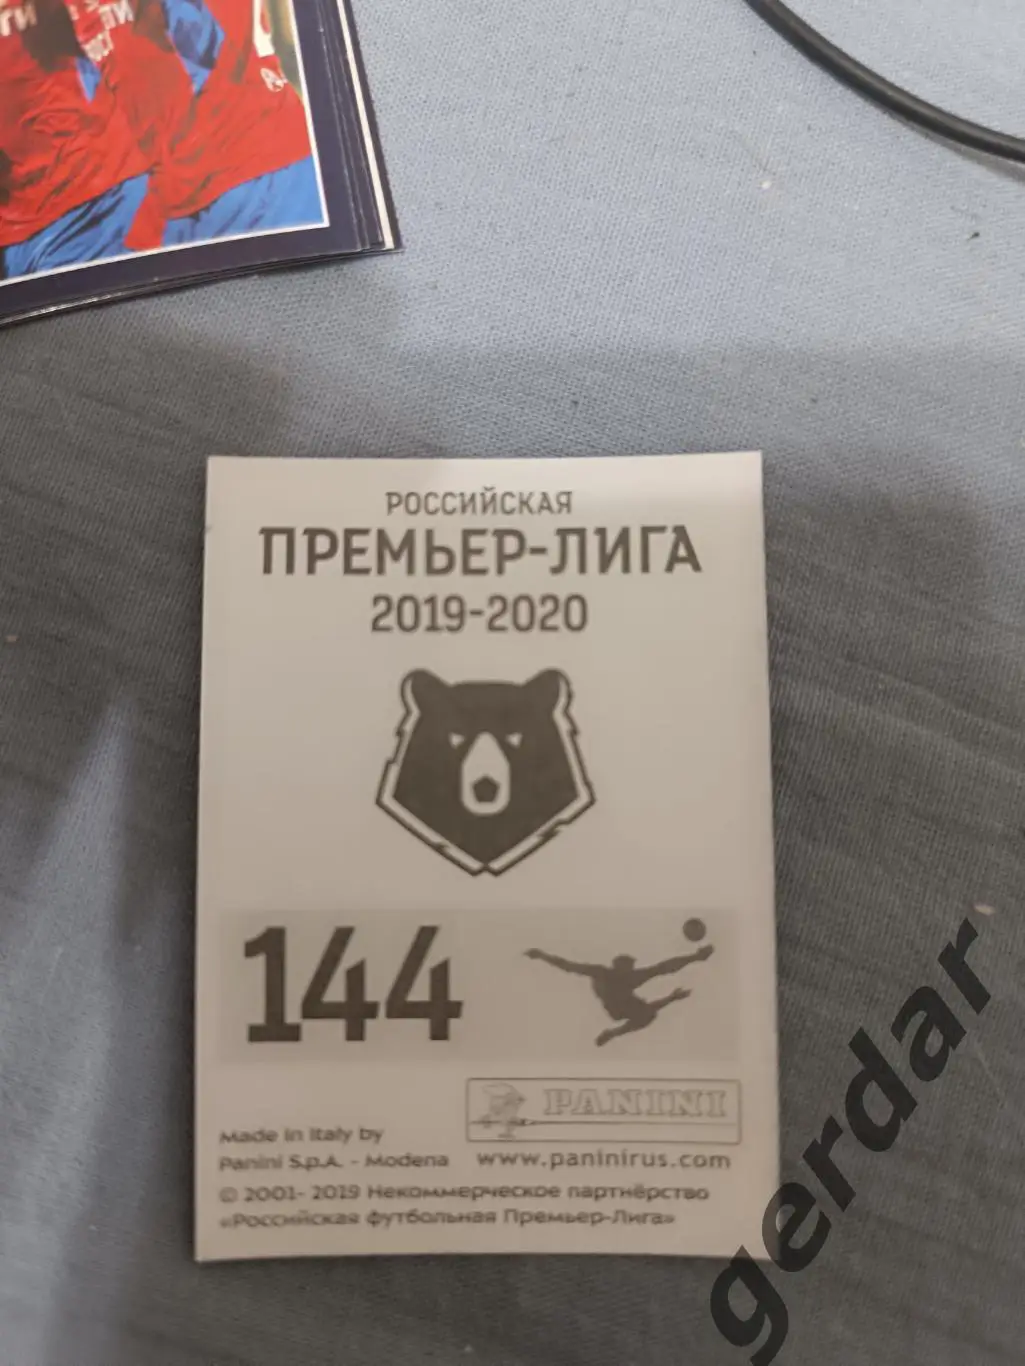 РОССИЙСКАЯ
ПРЕМЬЕР-ЛИГА
2019-2020
144
PANINI
Made in Italy by
Panini S.p.A. - Modena
www.paninirus.com
© 2001- 2019 Некоммерческое партнёрство
«Российская футбольная Премьер-Лига»
gerdar